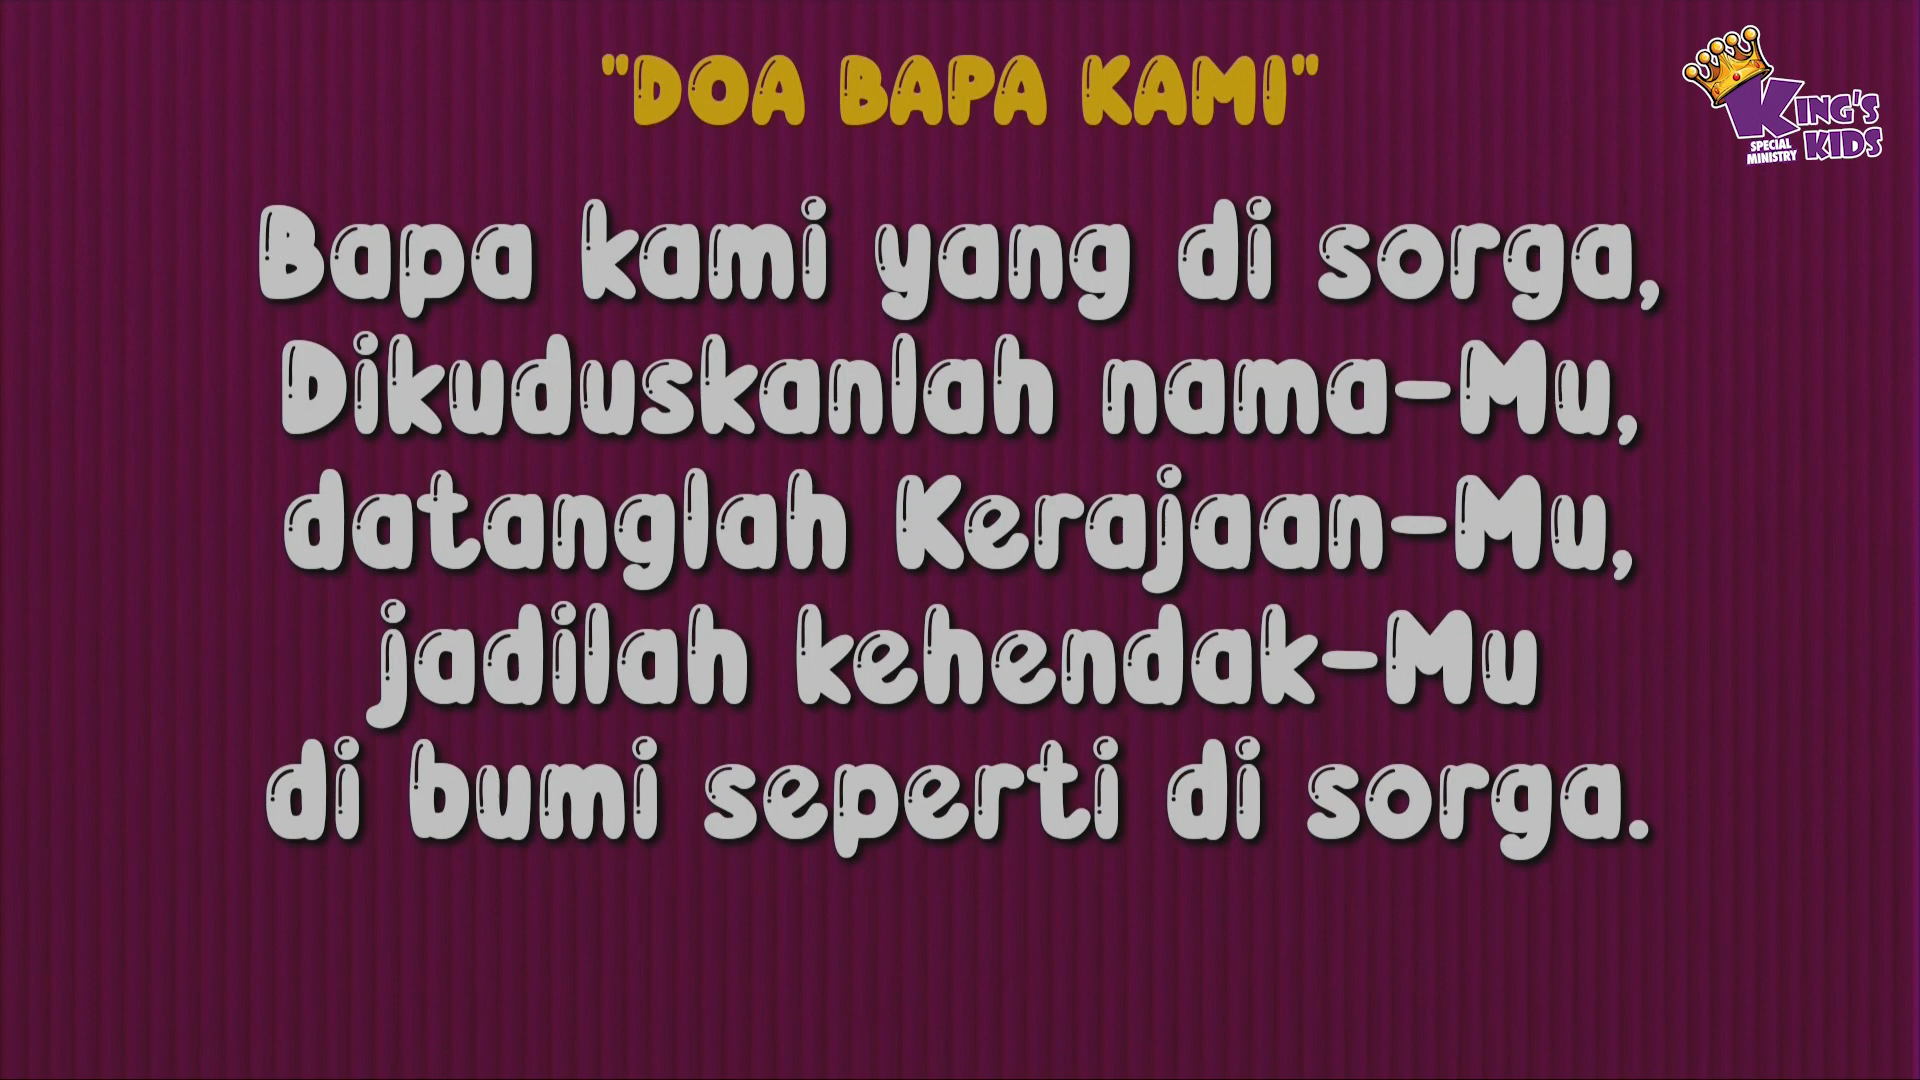 "DOA BAPA KAMI"
KING'S
KIDS
SPECIAL
MINISTRY
Bapa kami yang di sorga,
Dikuduskanlah nama-Mu,
datanglah Kerajaan-Mu,
jadilah kehendak-Mu
di bumi seperti di sorga.